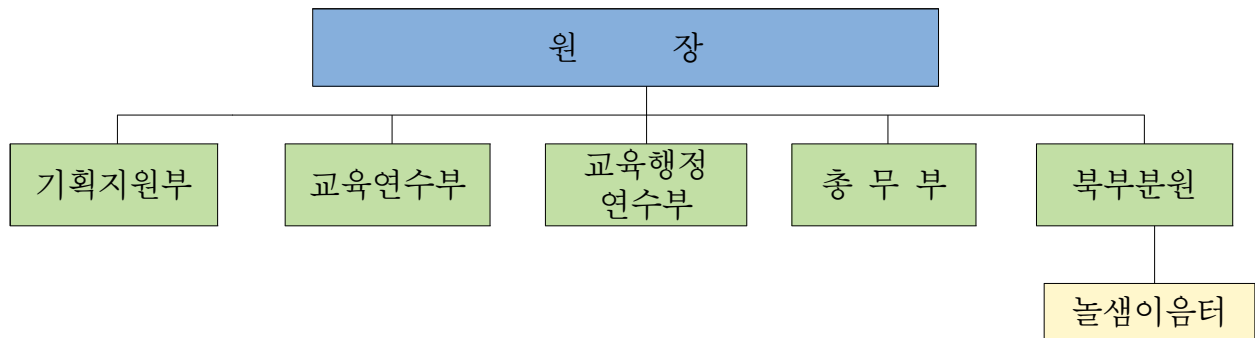 원 장
기획지원부
교육연수부
교육행정
연수부
총 무 부
북부분원
놀샘이음터